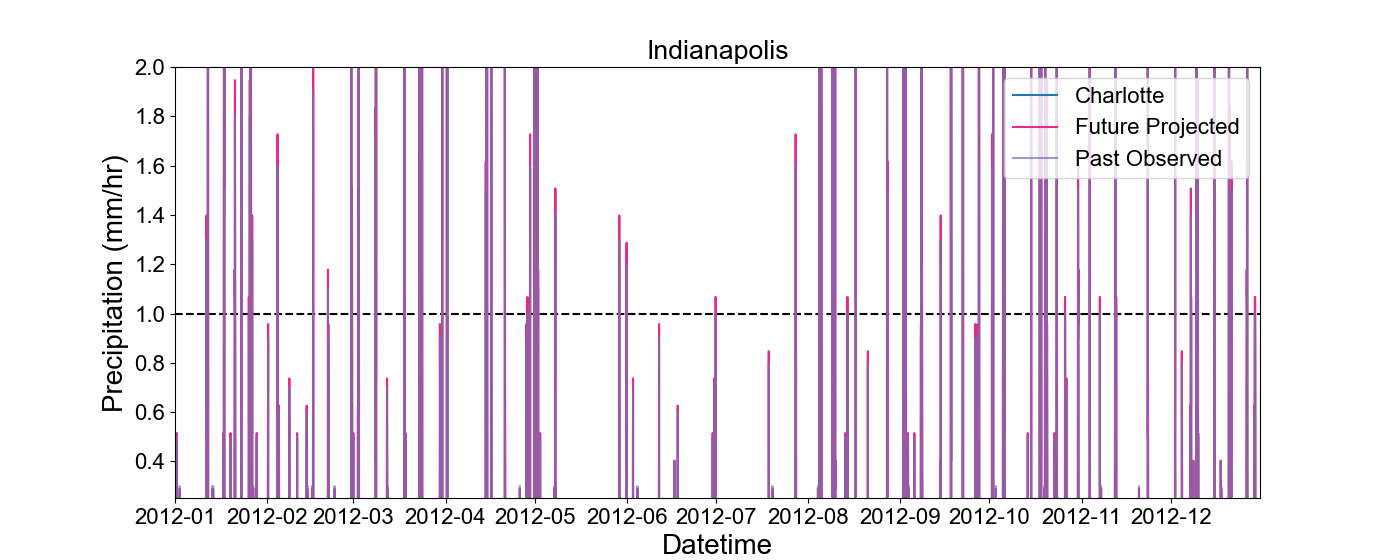 Indianapolis
Precipitation (mm/hr)
2.0
1.8
1.6
1.4
1.2
1.0
0.8
0.6
0.4
Charlotte
Future Projected
Past Observed
2012-01 2012-02 2012-03 2012-04 2012-05 2012-06 2012-07 2012-08 2012-09 2012-10 2012-11 2012-12
Datetime